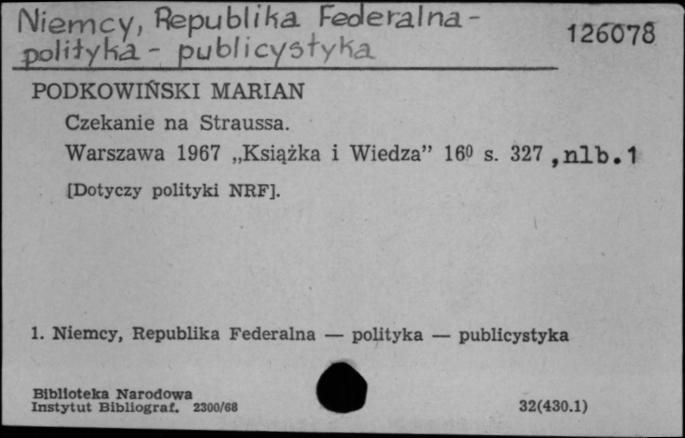 Niemcy, Republika Federalna -
polityka - publicystyka
126078
PODKOWIŃSKI MARIAN
Czekanie na Straussa.
Warszawa 1967 „Książka i Wiedza” 16⁰ s. 327 ,nlb.1
[Dotyczy polityki NRF].
1. Niemcy, Republika Federalna — polityka — publicystyka
Biblioteka Narodowa
Instytut Bibliograf. 2300/68
32(430.1)